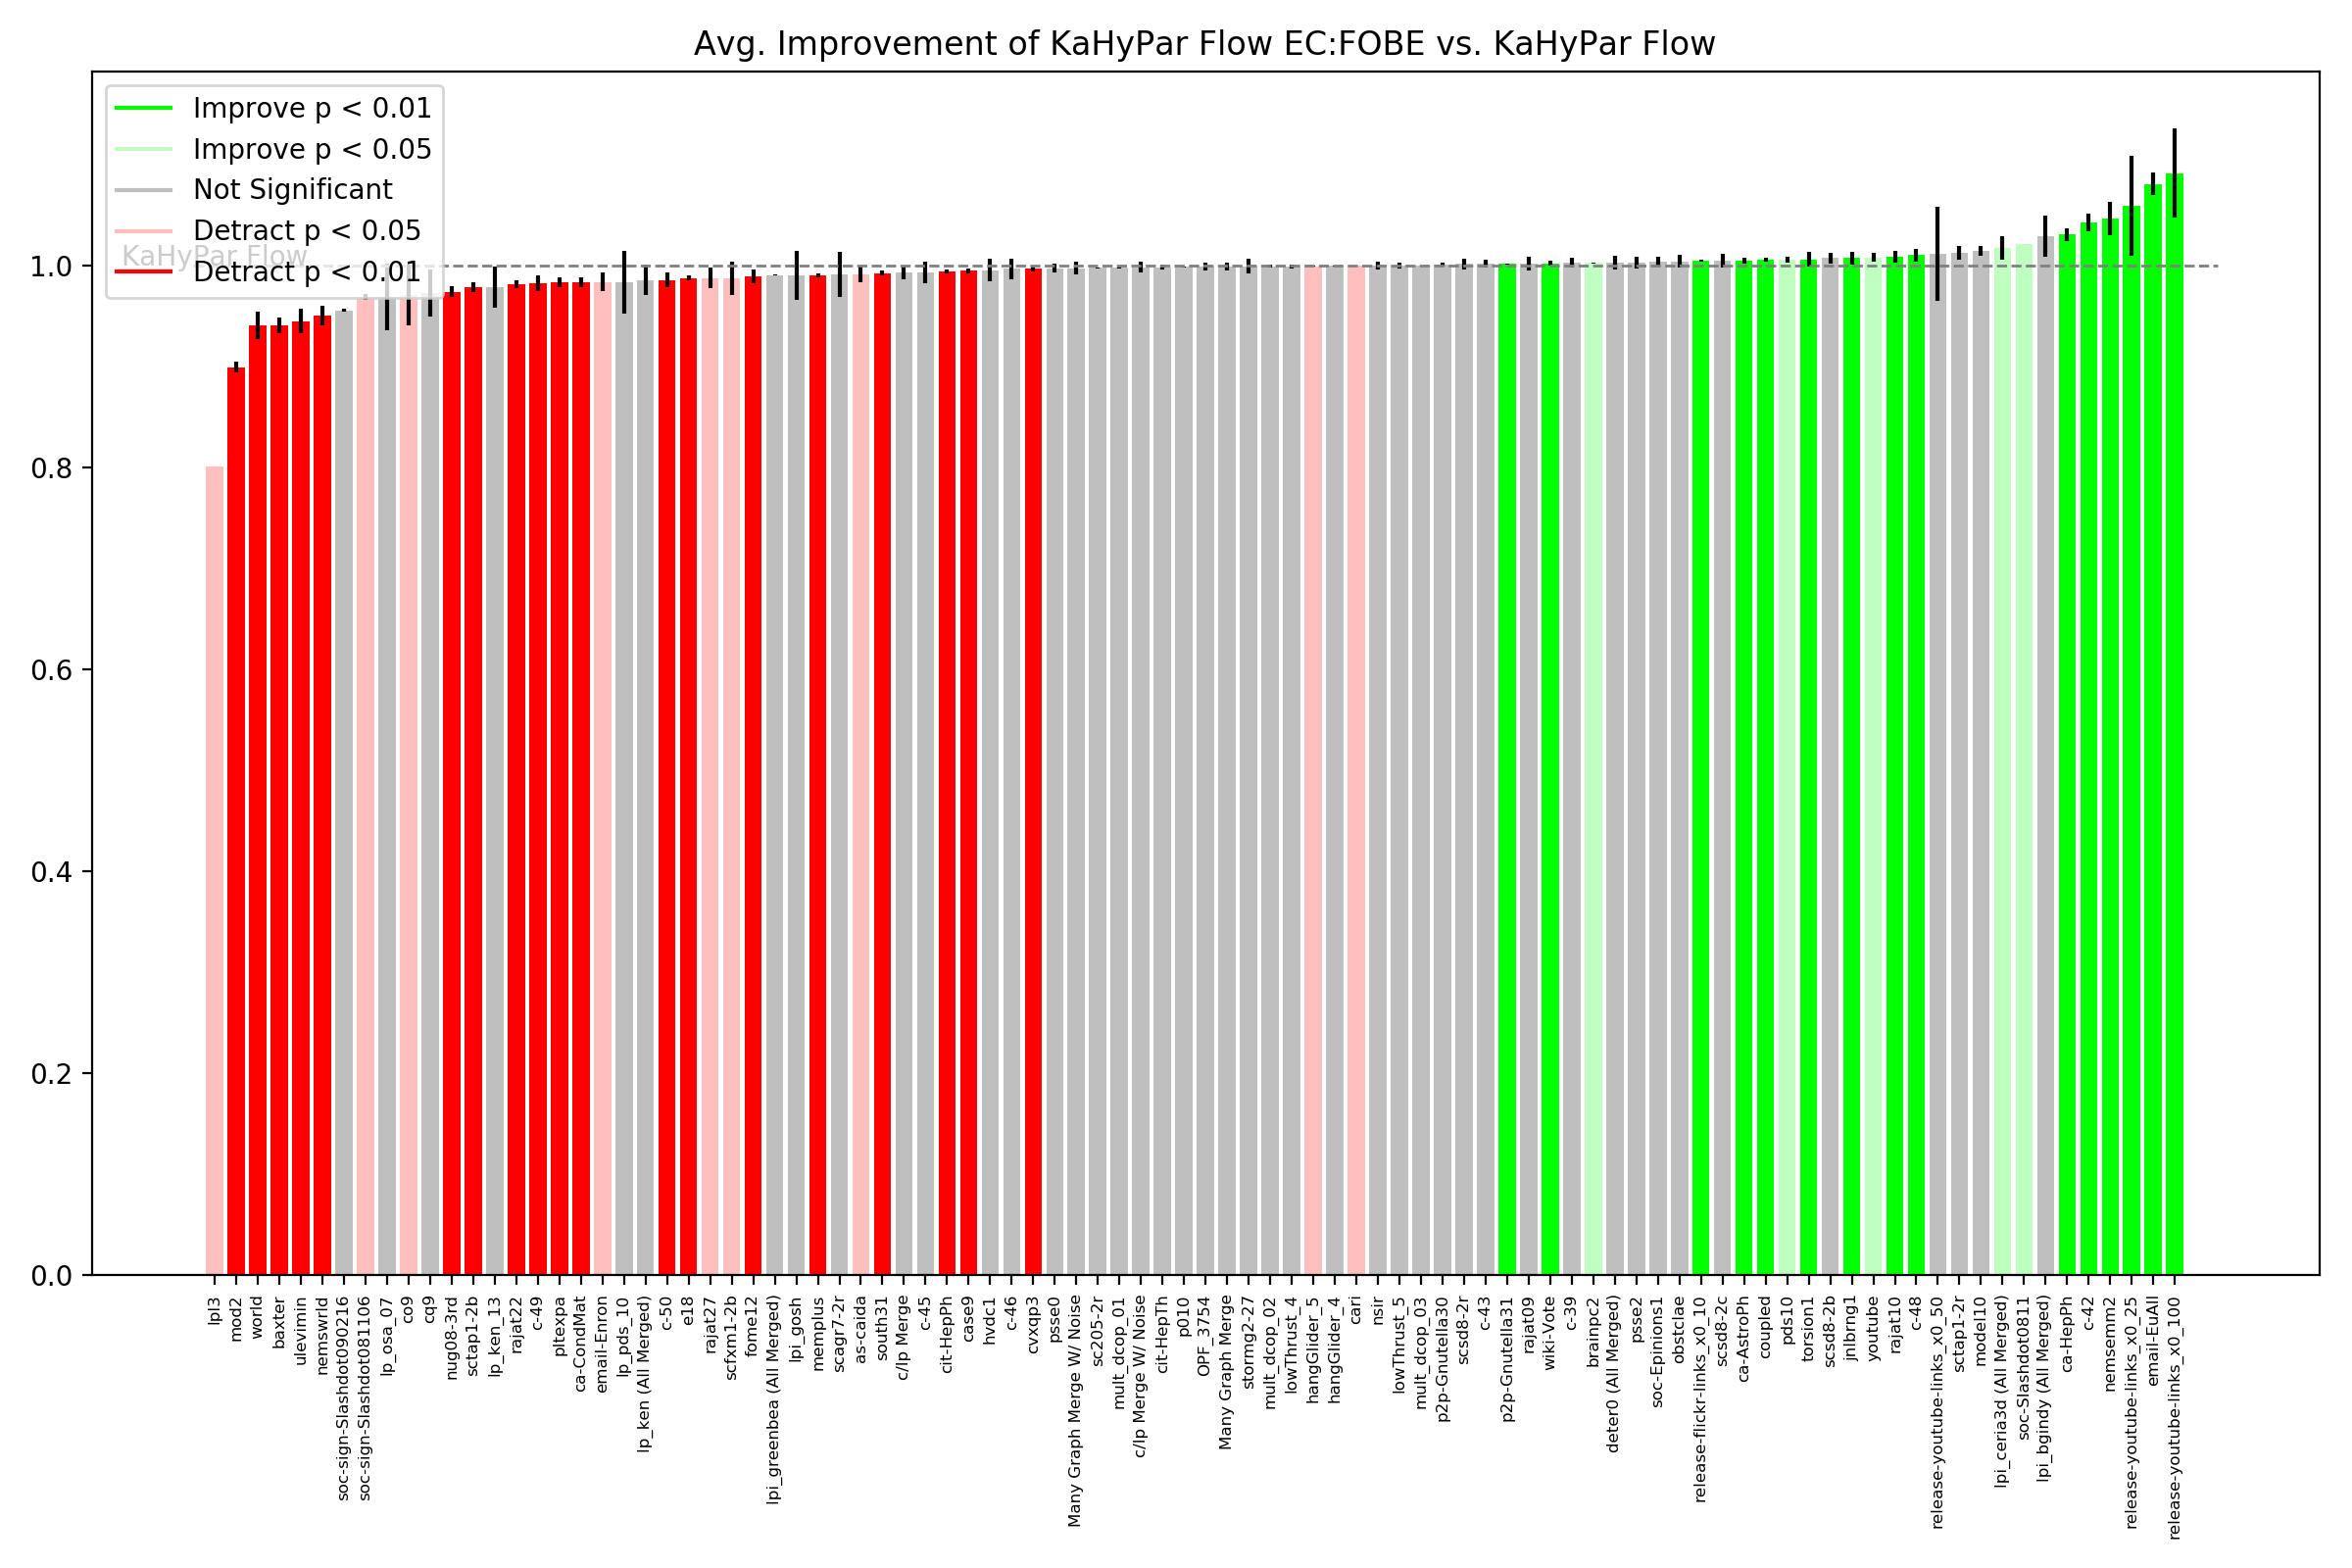 Avg. Improvement of KaHyPar Flow EC:FOBE vs. KaHyPar Flow
Improve p < 0.01
Improve p < 0.05
Not Significant
Detract p < 0.05
KaHyPar Flow
Detract p < 0.01
1.0
0.8
0.6
0.4
0.2
0.0
lpl3
mod2
world
baxter
ulevimin
nemswrld
soc-sign-Slashdot090216
soc-sign-Slashdot081106
lp_osa_07
co9
cq9
nug08-3rd
sctap1-2b
lp_ken_13
rajat22
c-49
pltexpa
ca-CondMat
email-Enron
lp_pds_10
lp_ken (All Merged)
c-50
e18
rajat27
scfxm1-2b
fome12
lpi_greenbea (All Merged)
lpi_gosh
memplus
scagr7-2r
as-caida
south31
c/lp Merge
c-45
cit-HepPh
case9
hvdc1
c-46
cvxqp3
psse0
Many Graph Merge W/ Noise
sc205-2r
mult_dcop_01
c/lp Merge W/ Noise
cit-HepTh
p010
OPF_3754
Many Graph Merge
stormg2-27
mult_dcop_02
lowThrust_4
hangGlider_5
hangGlider_4
cari
nsir
lowThrust_5
mult_dcop_03
p2p-Gnutella30
scsd8-2r
c-43
p2p-Gnutella31
rajat09
wiki-Vote
c-39
brainpc2
deter0 (All Merged)
psse2
soc-Epinions1
obstclae
release-flickr-links_x0_10
scsd8-2c
ca-AstroPh
coupled
pds10
torsion1
scsd8-2b
jnlbrng1
youtube
rajat10
c-48
release-youtube-links_x0_50
sctap1-2r
model10
lpi_ceria3d (All Merged)
soc-Slashdot0811
lpi_bgindy (All Merged)
ca-HepPh
c-42
nemsemm2
release-youtube-links_x0_25
email-EuAll
release-youtube-links_x0_100